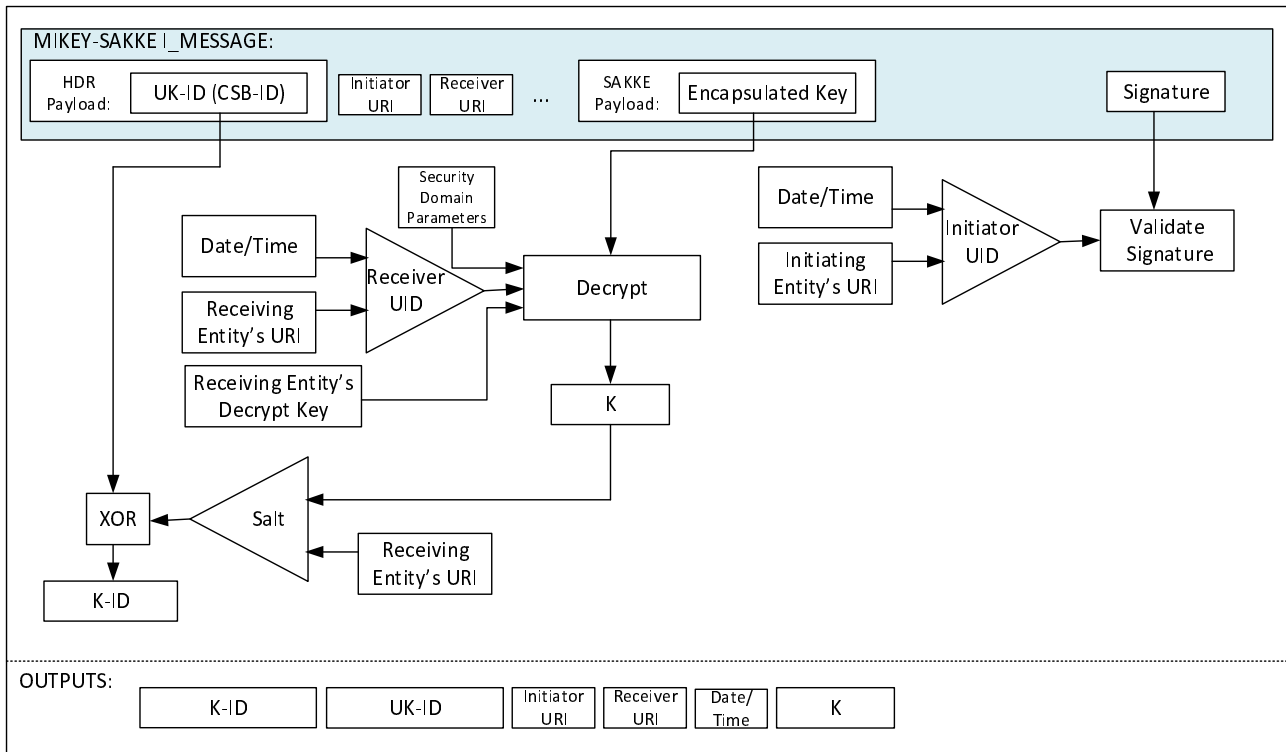 MIKEY-SAKKE I_MESSAGE:
HDR
Payload:
UK-ID (CSB-ID)
Initiator
URI
Receiver
URI
...
SAKKE
Payload:
Encapsulated Key
Signature
Security
Domain
Parameters
Date/Time
Receiver
UID
Receiving
Entity’s URI
Receiving Entity’s
Decrypt Key
Decrypt
Date/Time
Initiator
UID
Initiating
Entity’s URI
Validate
Signature
K
XOR
Salt
Receiving
Entity’s URI
K-ID
OUTPUTS:
K-ID
UK-ID
Initiator
URI
Receiver
URI
Date/
Time
K